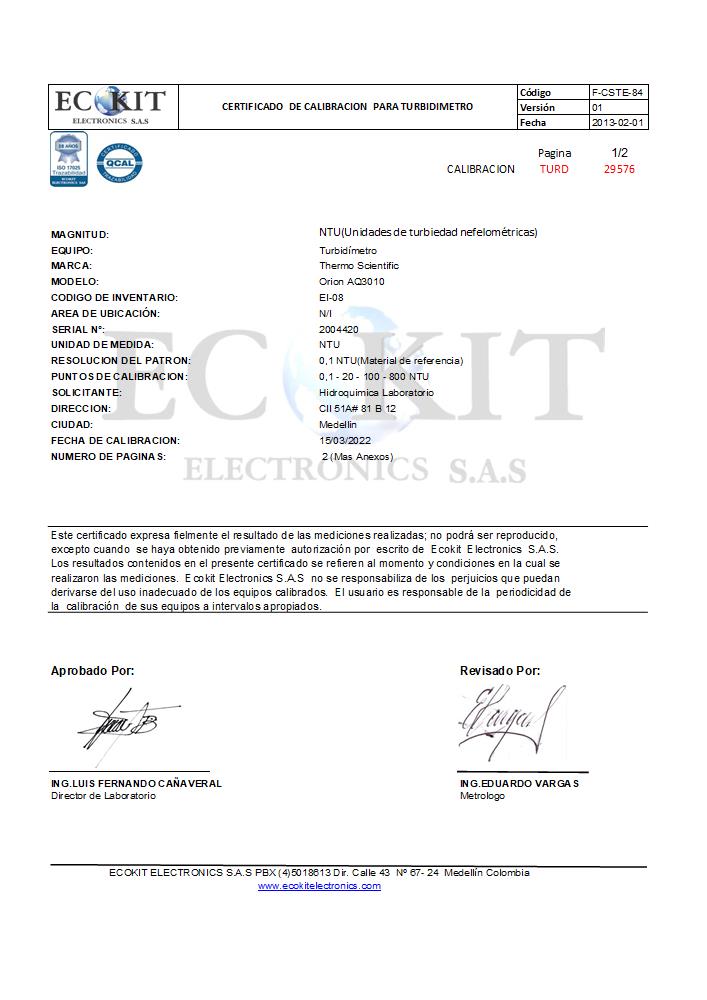 ECOKIT
ELECTRONICS S.A.S
CERTIFICADO DE CALIBRACION PARA TURBIDIMETRO
Código F-CSTE-84
Versión 01
Fecha 2013-02-01
ISO 17025
Trazabilidad
ECOKIT
ELECTRONICS SAS
QCAL
Pagina 1/2
CALIBRACION TURD 29576
MAGNITUD: NTU(Unidades de turbiedad nefelométricas)
EQUIPO: Turbidímetro
MARCA: Thermo Scientific
MODELO: Orion AQ3010
CODIGO DE INVENTARIO: EI-08
AREA DE UBICACIÓN: N/I
SERIAL N°: 2004420
UNIDAD DE MEDIDA: NTU
RESOLUCION DEL PATRON: 0,1 NTU(Material de referencia)
PUNTOS DE CALIBRACION: 0,1 - 20 - 100 - 800 NTU
SOLICITANTE: Hidroquimica Laboratorio
DIRECCION: Cll 51A# 81 B 12
CIUDAD: Medellin
FECHA DE CALIBRACION: 15/03/2022
NUMERO DE PAGINAS: 2 (Mas Anexos)
ECOKIT
ELECTRONICS S.A.S
Este certificado expresa fielmente el resultado de las mediciones realizadas; no podrá ser reproducido,
excepto cuando se haya obtenido previamente autorización por escrito de Ecokit Electronics S.A.S.
Los resultados contenidos en el presente certificado se refieren al momento y condiciones en la cual se
realizaron las mediciones. Ecokit Electronics S.A.S no se responsabiliza de los perjuicios que puedan
derivarse del uso inadecuado de los equipos calibrados. El usuario es responsable de la periodicidad de
la calibración de sus equipos a intervalos apropiados.
Aprobado Por: Revisado Por:
EVargas
ING.LUIS FERNANDO CAÑAVERAL ING.EDUARDO VARGAS
Director de Laboratorio Metrologo
ECOKIT ELECTRONICS S.A.S PBX (4)5018613 Dir. Calle 43 Nº 67- 24 Medellín Colombia
www.ecokitelectronics.com